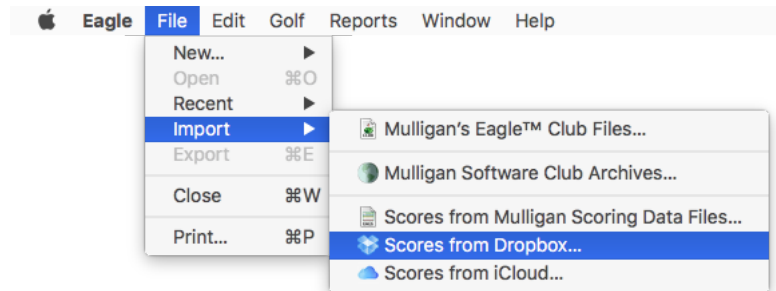 Eagle File Edit Golf Reports Window Help
New...
Open ⌘O
Recent
Import
Export ⌘E
Close ⌘W
Print... ⌘P
Mulligan's Eagle™ Club Files...
Mulligan Software Club Archives...
Scores from Mulligan Scoring Data Files...
Scores from Dropbox...
Scores from iCloud...